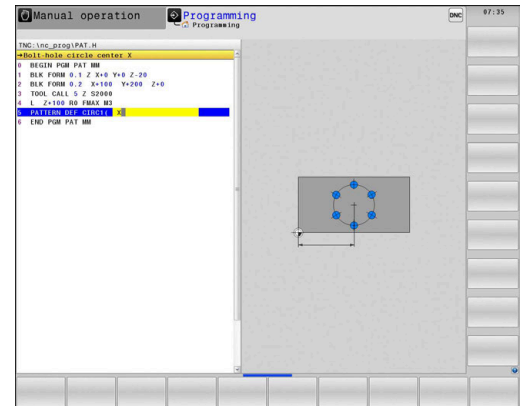 Manual operation
Programming
Programming
DNC
07:35
TNC:\nc_prog\PAT.H
→Bolt-hole circle center X
0 BEGIN PGM PAT MM
1 BLK FORM 0.1 Z X+0 Y+0 Z-20
2 BLK FORM 0.2 X+100 Y+200 Z+0
3 TOOL CALL 5 Z S2000
4 L Z+100 R0 FMAX M3
5 PATTERN DEF CIRC1( X
6 END PGM PAT MM